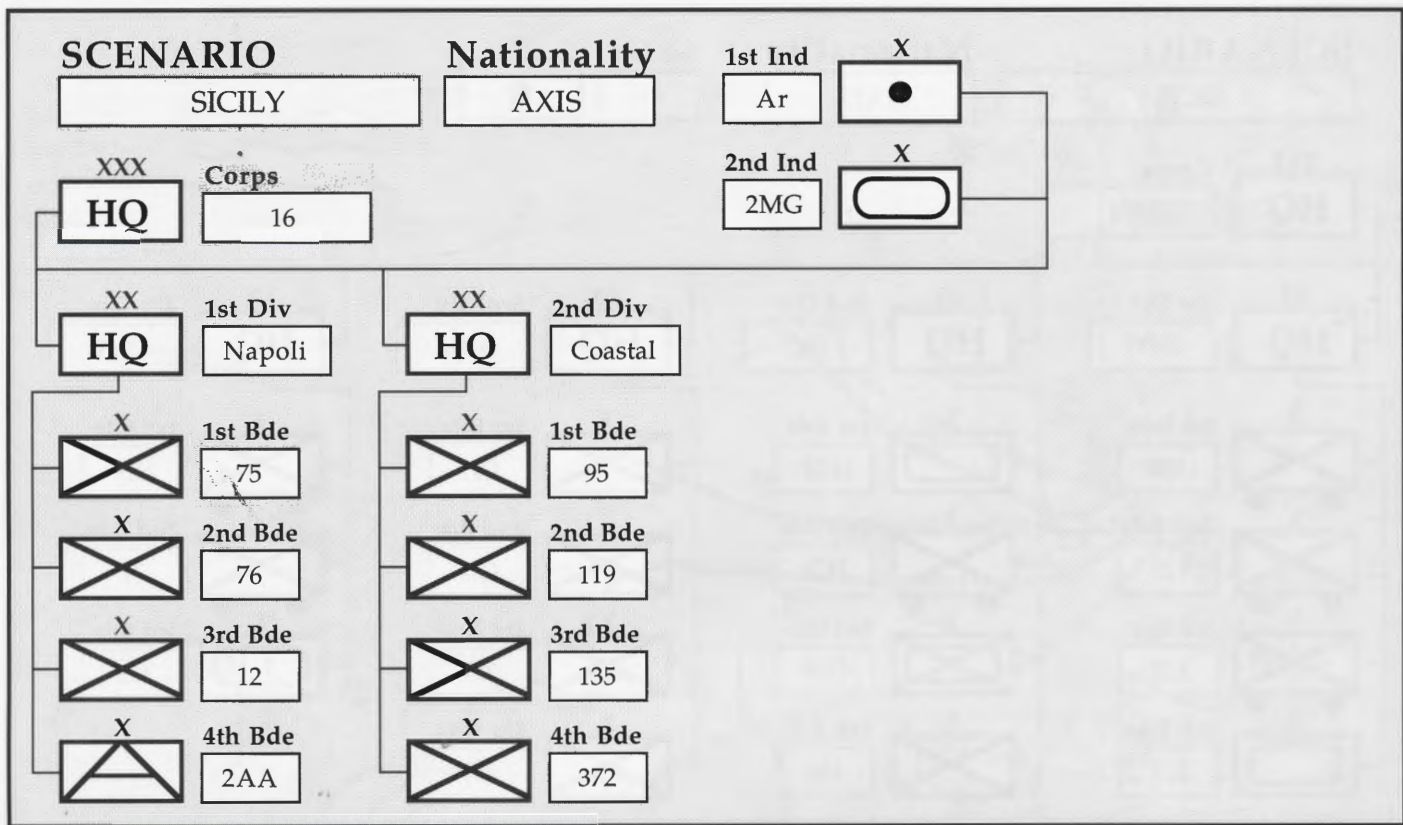 SCENARIO
SICILY
Nationality
AXIS
1st Ind
Ar
X
2nd Ind
2MG
X
XXX
HQ
Corps
16
XX
HQ
1st Div
Napoli
XX
HQ
2nd Div
Coastal
X
1st Bde
75
X
1st Bde
95
X
2nd Bde
76
X
2nd Bde
119
X
3rd Bde
12
X
3rd Bde
135
X
4th Bde
2AA
X
4th Bde
372